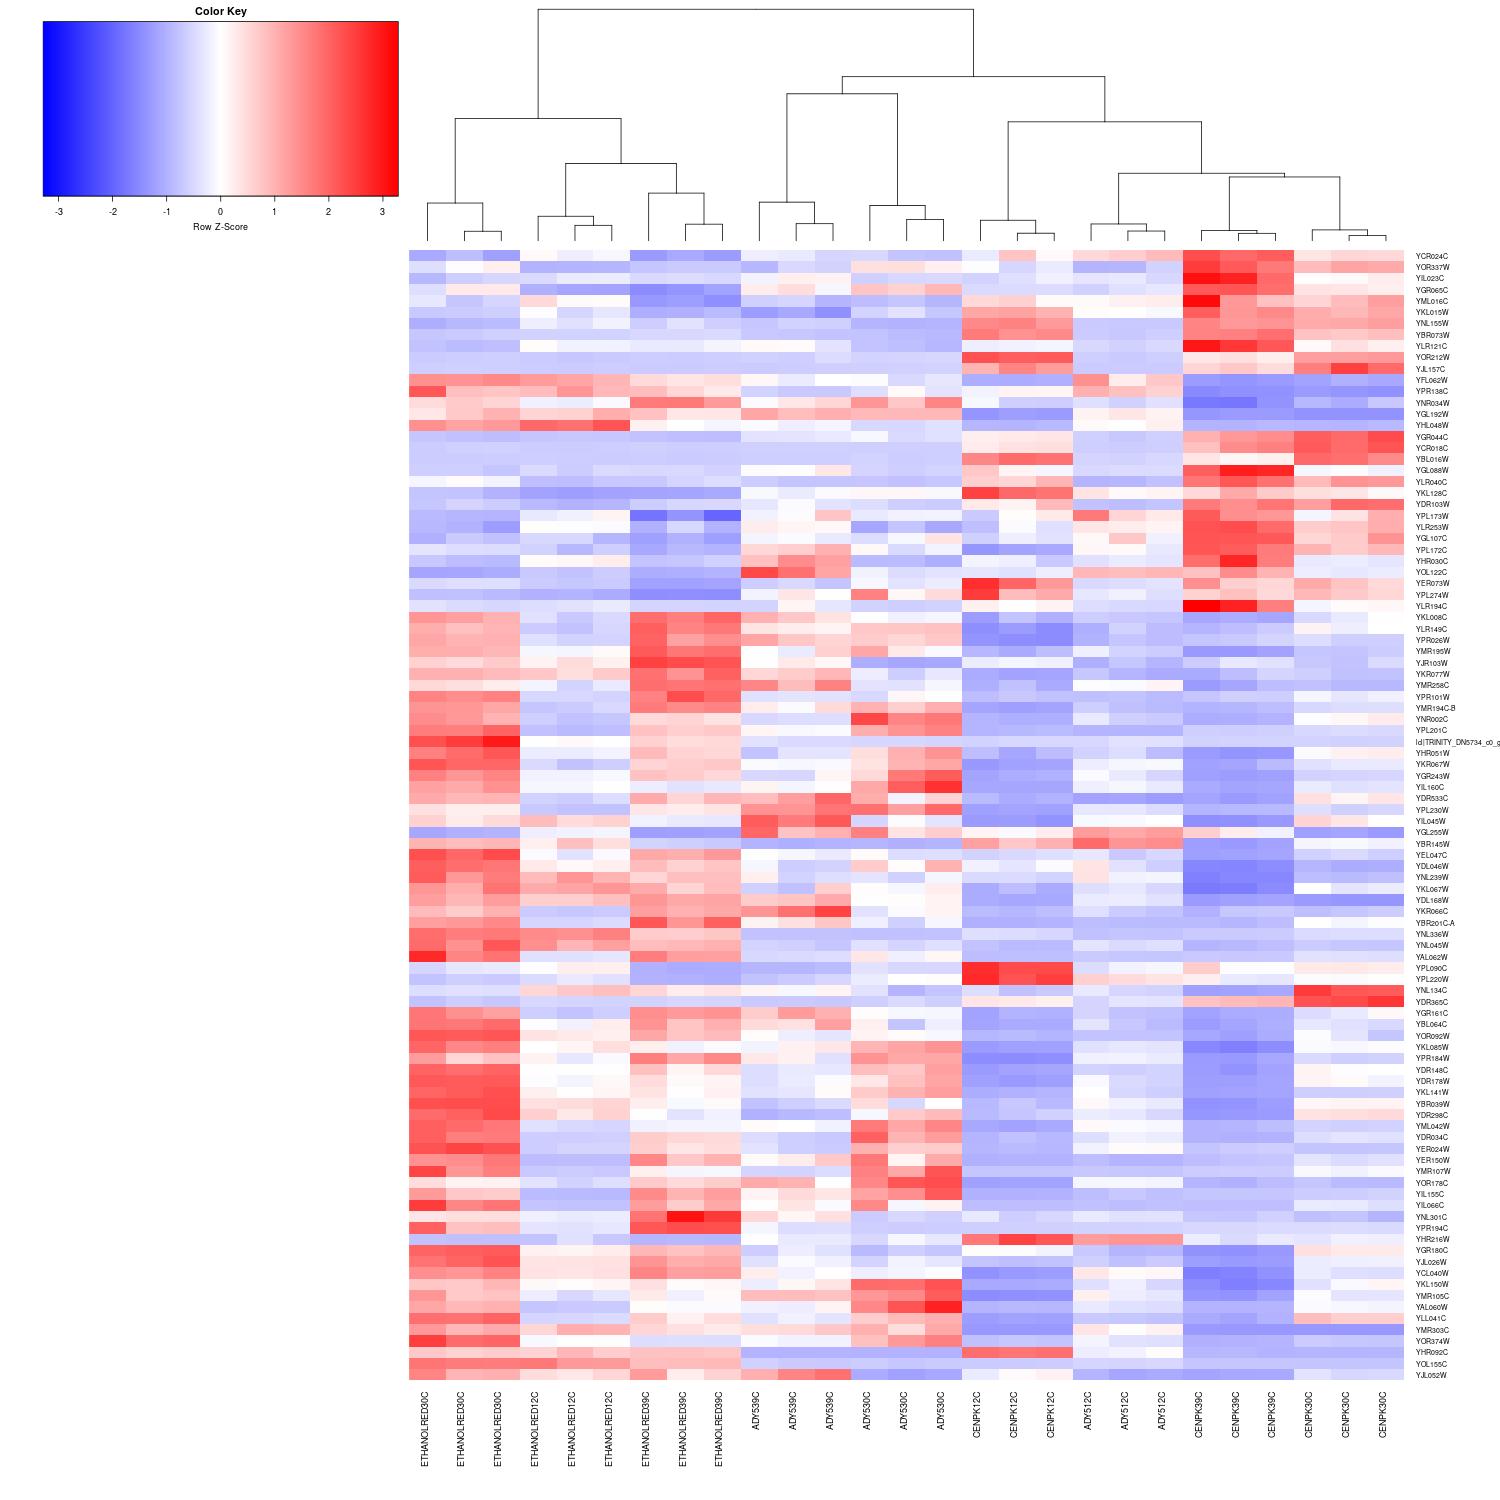 Color Key
-3 -2 -1 0 1 2 3
Row Z-Score
YCR024C
YOR337W
YIL023C
YGR065C
YML016C
YKL015W
YNL155W
YBR073W
YLR121C
YOR212W
YJL157C
YFL062W
YPR138C
YNR034W
YGL192W
YHL048W
YGR044C
YCR018C
YBL016W
YGL088W
YLR040C
YKL128C
YDR103W
YPL173W
YLR253W
YGL107C
YPL172C
YHR030C
YOL122C
YER073W
YPL274W
YLR194C
YKL008C
YLR149C
YPR026W
YMR195W
YJR103W
YKR077W
YMR258C
YPR101W
YMR194C-B
YNR002C
YPL201C
ld|TRINITY_DN5734_c0_g
YHR051W
YKR067W
YGR243W
YIL160C
YDR533C
YPL230W
YIL045W
YGL255W
YBR145W
YEL047C
YDL046W
YNL239W
YKL067W
YDL168W
YKR066C
YBR201C-A
YNL336W
YNL045W
YAL062W
YPL090C
YPL220W
YNL134C
YDR365C
YGR161C
YBL064C
YOR092W
YKL085W
YPR184W
YDR148C
YDR178W
YKL141W
YBR039W
YDR298C
YML042W
YDR034C
YER024W
YER150W
YMR107W
YOR178C
YIL155C
YIL066C
YNL301C
YPR194C
YHR216W
YGR180C
YJL026W
YCL040W
YKL150W
YMR105C
YAL060W
YLL041C
YMR303C
YOR374W
YHR092C
YOL155C
YJL052W
ETHANOLRED30C
ETHANOLRED30C
ETHANOLRED30C
ETHANOLRED12C
ETHANOLRED12C
ETHANOLRED12C
ETHANOLRED39C
ETHANOLRED39C
ETHANOLRED39C
ADY539C
ADY539C
ADY539C
ADY530C
ADY530C
ADY530C
CENPK12C
CENPK12C
CENPK12C
ADY512C
ADY512C
ADY512C
CENPK39C
CENPK39C
CENPK39C
CENPK30C
CENPK30C
CENPK30C